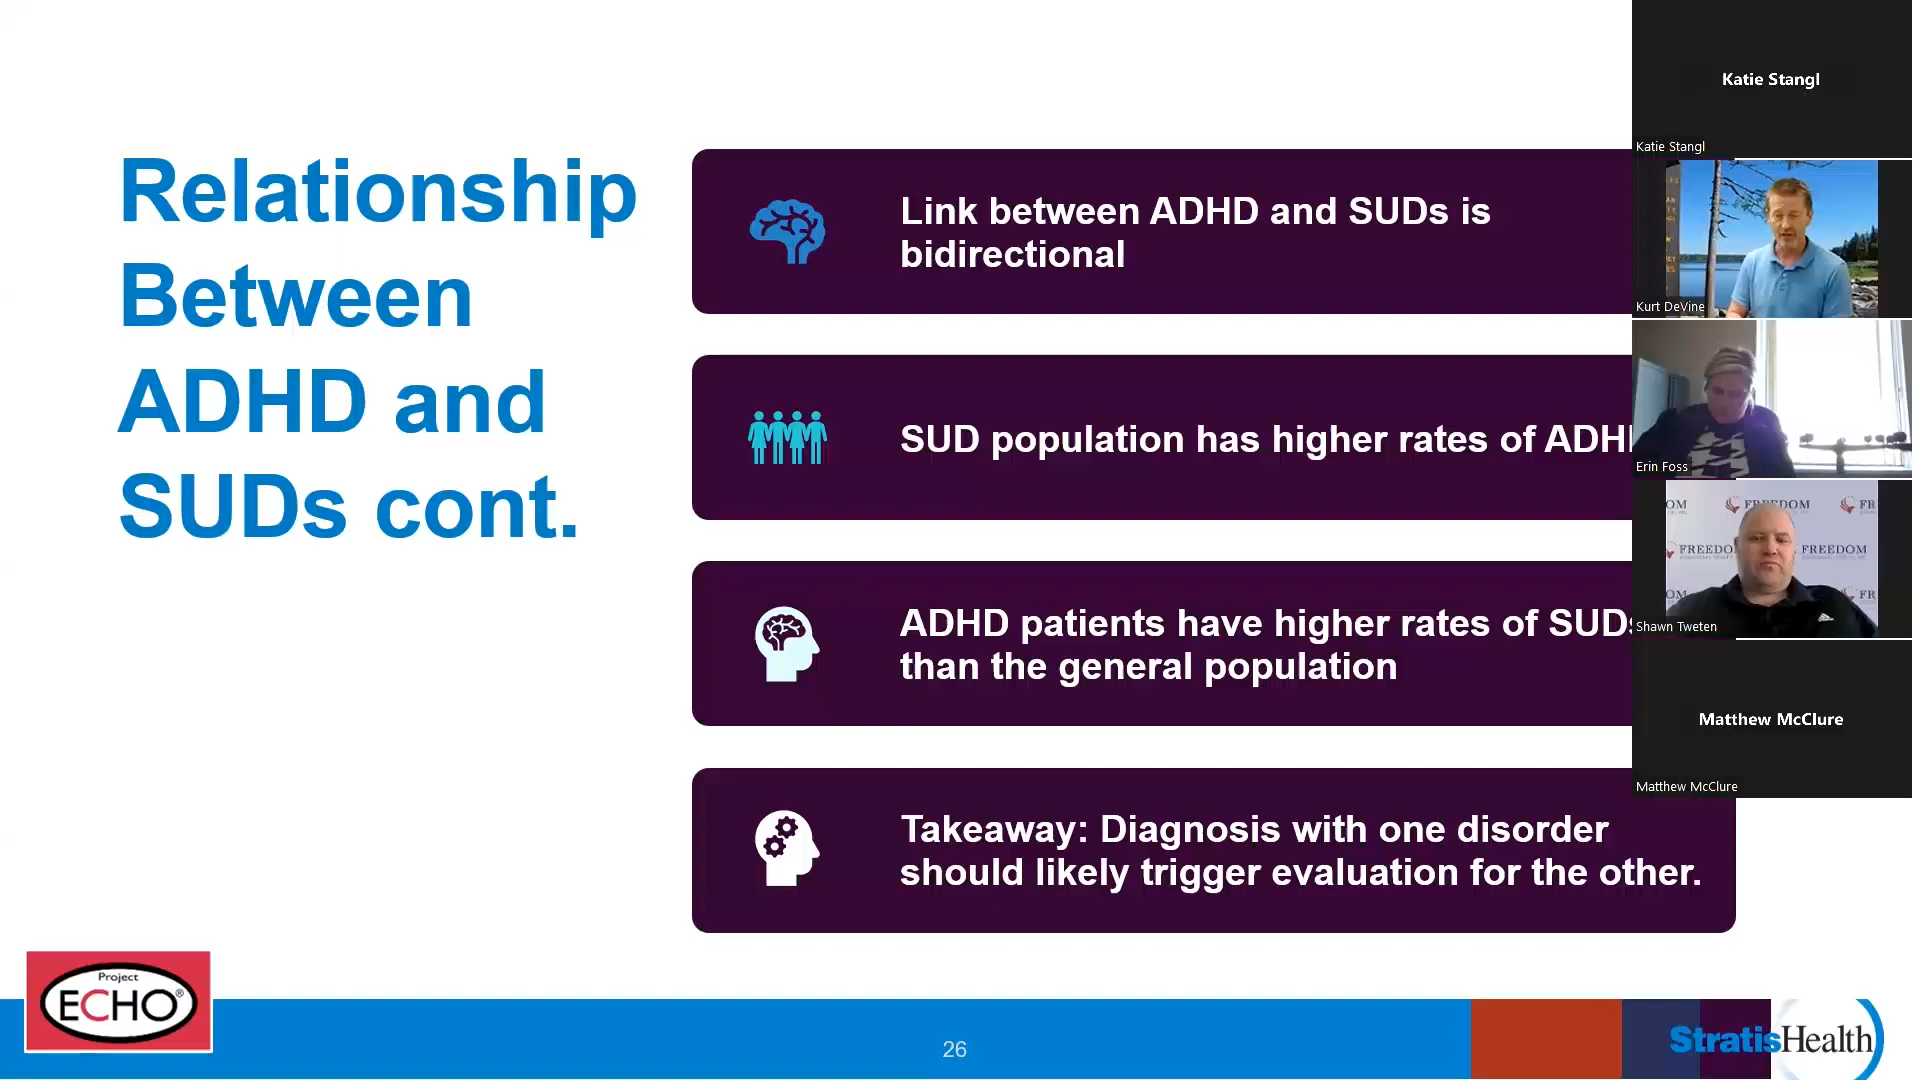 Relationship
Between
ADHD and
SUDs cont.
Link between ADHD and SUDs is
bidirectional
SUD population has higher rates of
ADHD patients have higher rates of SUDs
than the general population
Takeaway: Diagnosis with one disorder
should likely trigger evaluation for the other.
Katie Stangl
Katie Stangl
Kurt DeVine
Erin Foss
FREEDOM
FREEDOM
Shawn Tweten
Matthew McClure
Matthew McClure
Project
ECHO®
26
StratisHealth